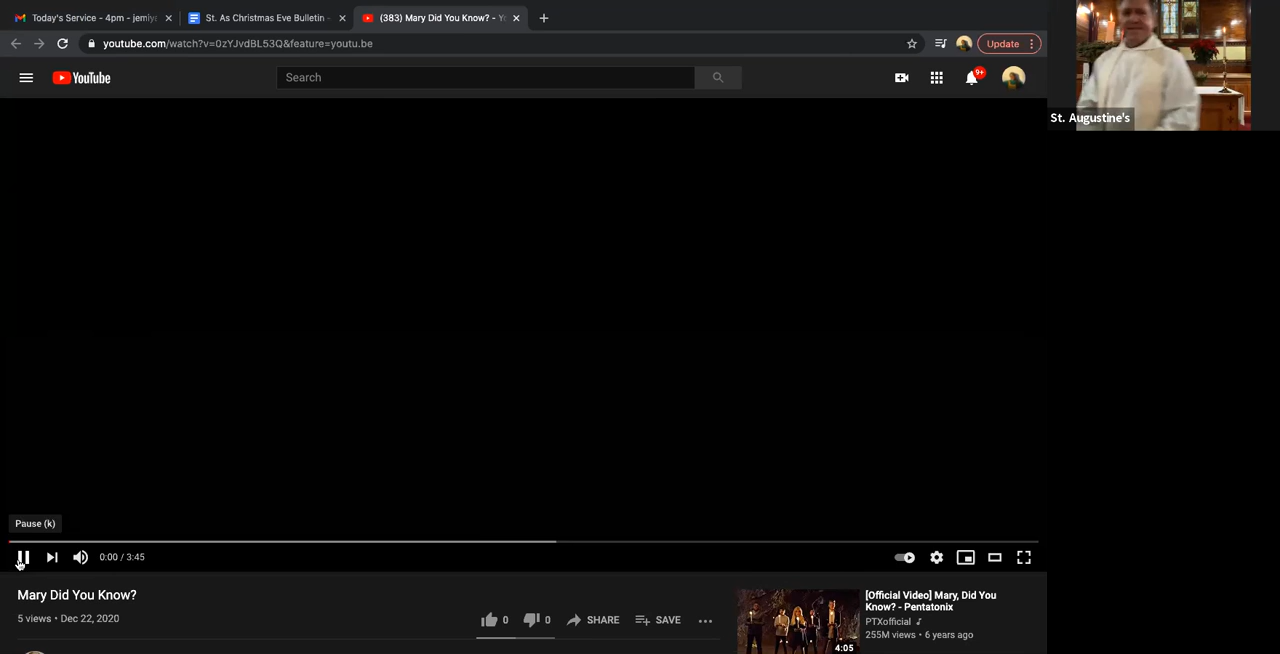 Today's Service - 4pm - jemiys
St. As Christmas Eve Bulletin -
(383) Mary Did You Know? - Yo
youtube.com/watch?v=0zYJvdBL53Q&feature=youtu.be
Update
YouTube
Search
9+
St. Augustine's
Pause (k)
0:00 / 3:45
Mary Did You Know?
5 views • Dec 22, 2020
0
0
SHARE
SAVE
[Official Video] Mary, Did You
Know? - Pentatonix
PTXofficial
255M views • 6 years ago
4:05